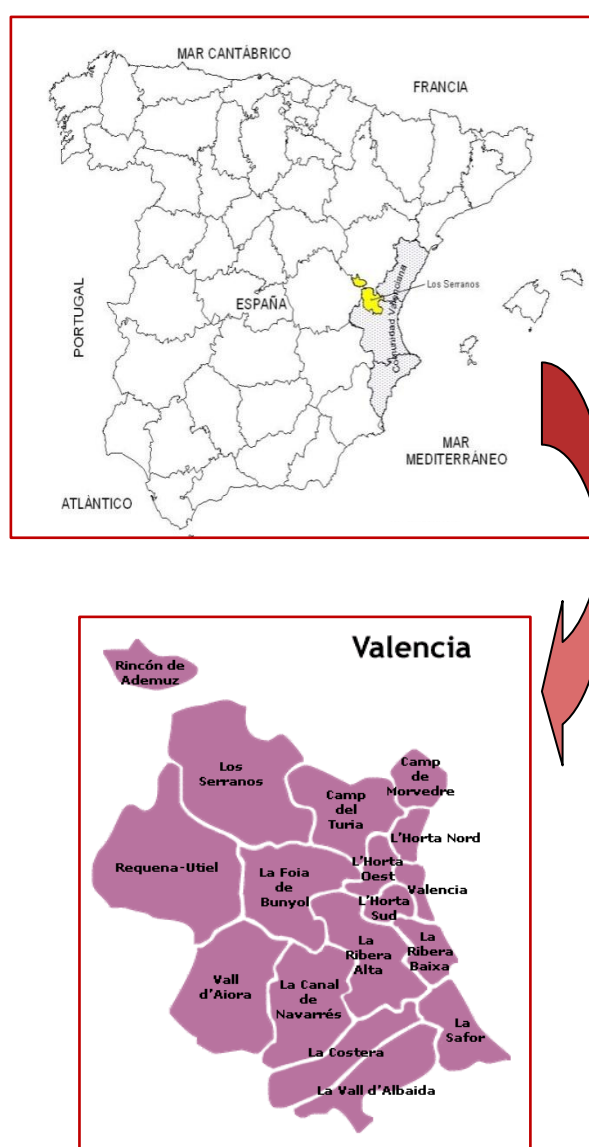 MAR CANTÁBRICO
FRANCIA
Los Serranos
ESPAÑA
PORTUGAL
Comunidad Valenciana
MAR
MEDITERRÁNEO
ATLÀNTICO
Valencia
Rincón de
Ademuz
Los
Serranos
Camp
de
Morvedre
Camp
del
Turia
L'Horta Nord
Requena-Utiel
La Foia
de
Bunyol
L'Horta
Oest
Valencia
L'Horta
Sud
La
Ribera
Alta
La
Ribera
Baixa
Vall
d'Aiora
La Canal
de
Navarrés
La
Safor
La Costera
La Vall d'Albaida